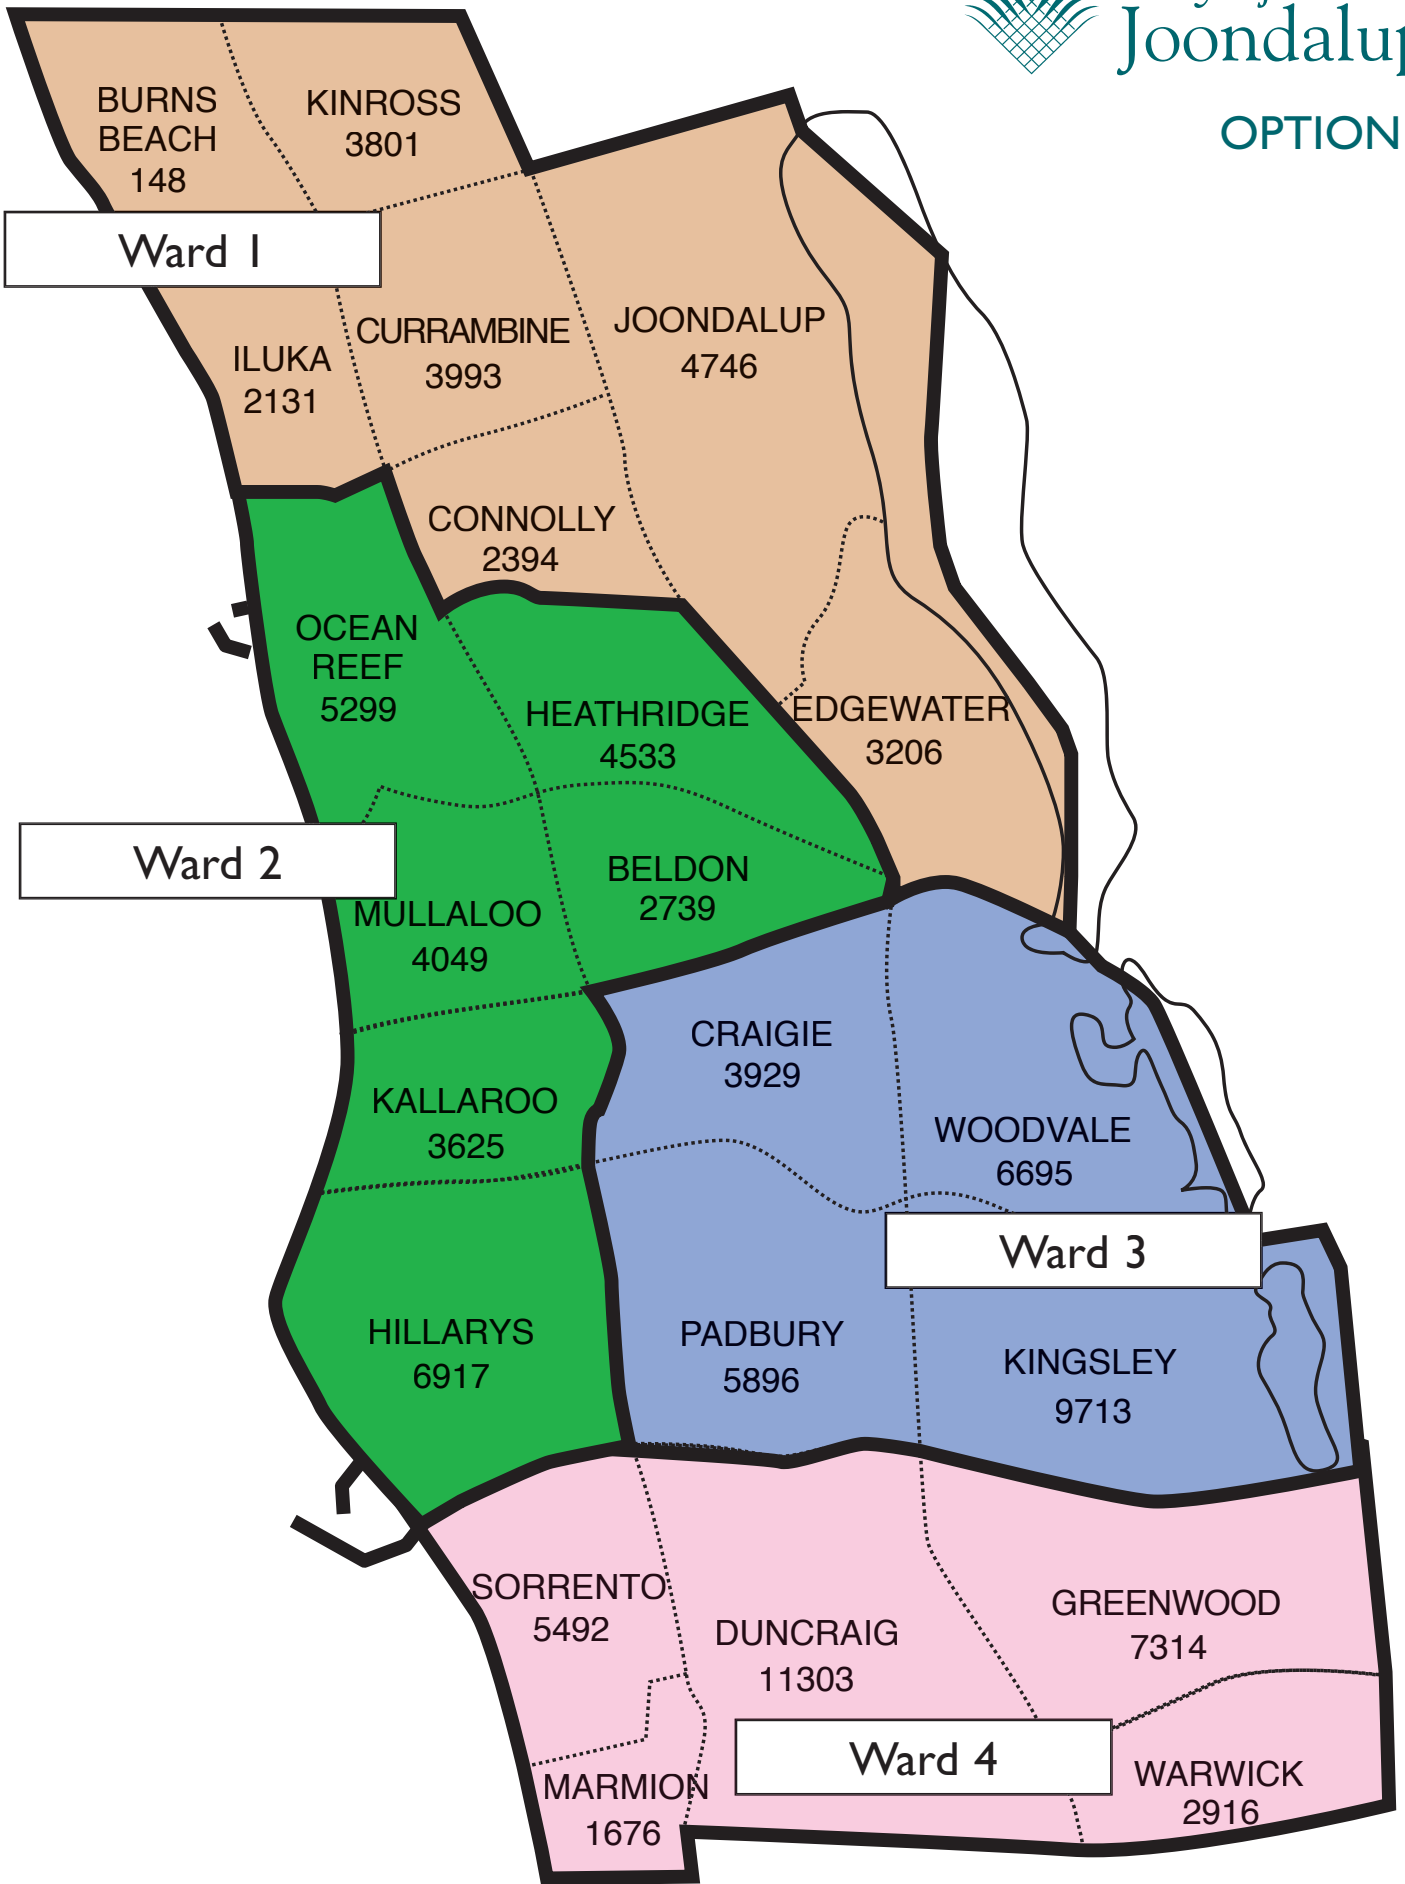 Joondalup
OPTION
BURNS
BEACH
148
KINROSS
3801
Ward 1
ILUKA
2131
CURRAMBINE
3993
JOONDALUP
4746
CONNOLLY
2394
OCEAN
REEF
5299
HEATHRIDGE
4533
EDGEWATER
3206
Ward 2
MULLALOO
4049
BELDON
2739
CRAIGIE
3929
KALLAROO
3625
WOODVALE
6695
Ward 3
HILLARYS
6917
PADBURY
5896
KINGSLEY
9713
SORRENTO
5492
DUNCRAIG
11303
GREENWOOD
7314
Ward 4
MARMION
1676
WARWICK
2916